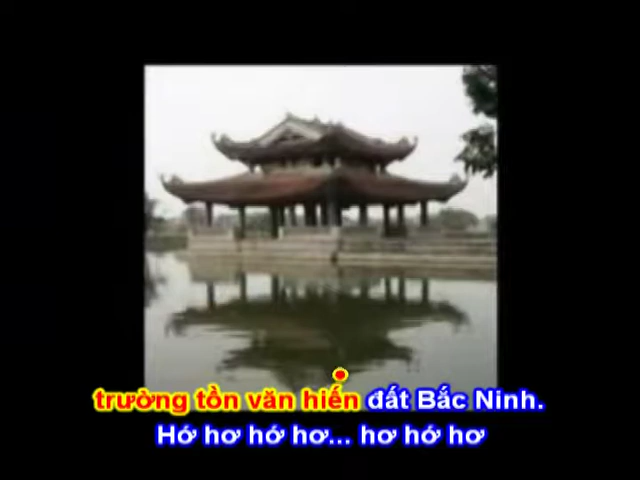 trường tồn văn hiến đất Bắc Ninh.
Hớ hơ hớ hơ... hơ hớ hơ